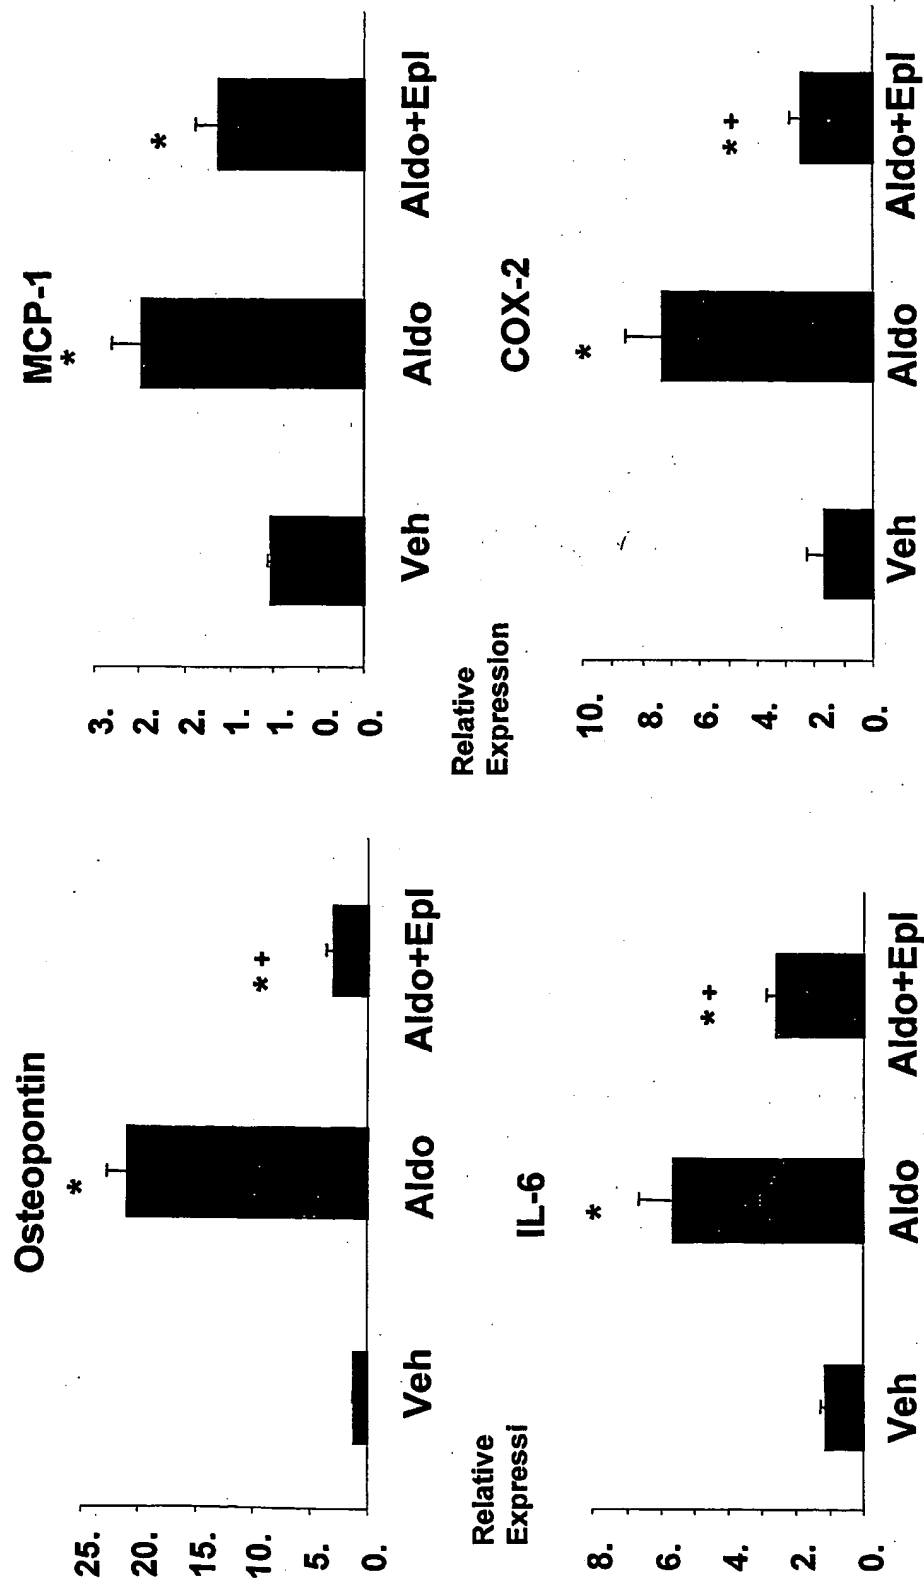 Osteopontin
25.
20.
15.
10.
5.
0.
*
* +
Veh Aldo Aldo+Epl
MCP-1
3.
2.
2.
1.
1.
0.
*
*
Veh Aldo Aldo+Epl
Relative
Expressi
IL-6
8.
6.
4.
2.
0.
*
* +
Veh Aldo Aldo+Epl
Relative
Expression
COX-2
10.
8.
6.
4.
2.
0.
*
* +
Veh Aldo Aldo+Epl